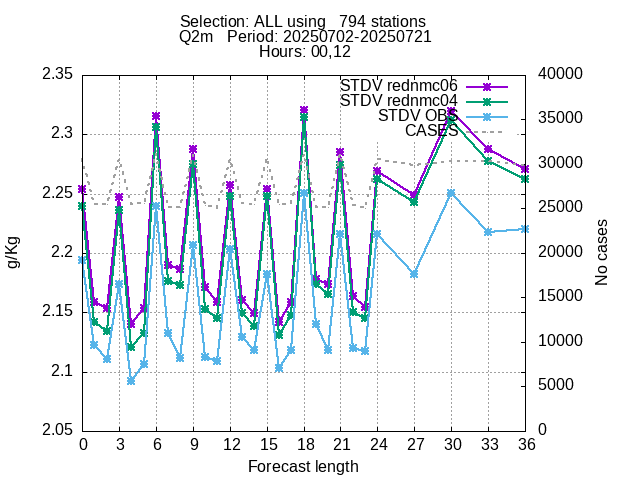 Selection: ALL using   794 stations
Q2m   Period: 20250702-20250721
Hours: 00,12
STDV rednmc06
STDV rednmc04
STDV OBS
CASES
2.35
2.3
2.25
2.2
2.15
2.1
2.05
g/Kg
40000
35000
30000
25000
20000
15000
10000
5000
0
No cases
0 3 6 9 12 15 18 21 24 27 30 33 36
Forecast length